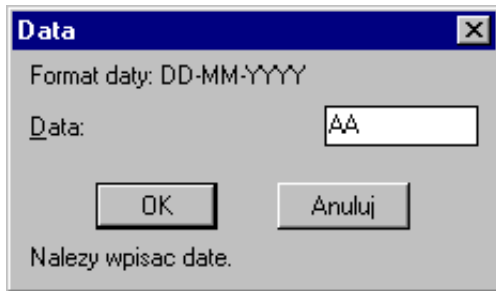 Data
Format daty: DD-MM-YYYY
Data: AA
OK Anuluj
Nalezy wpisac date.